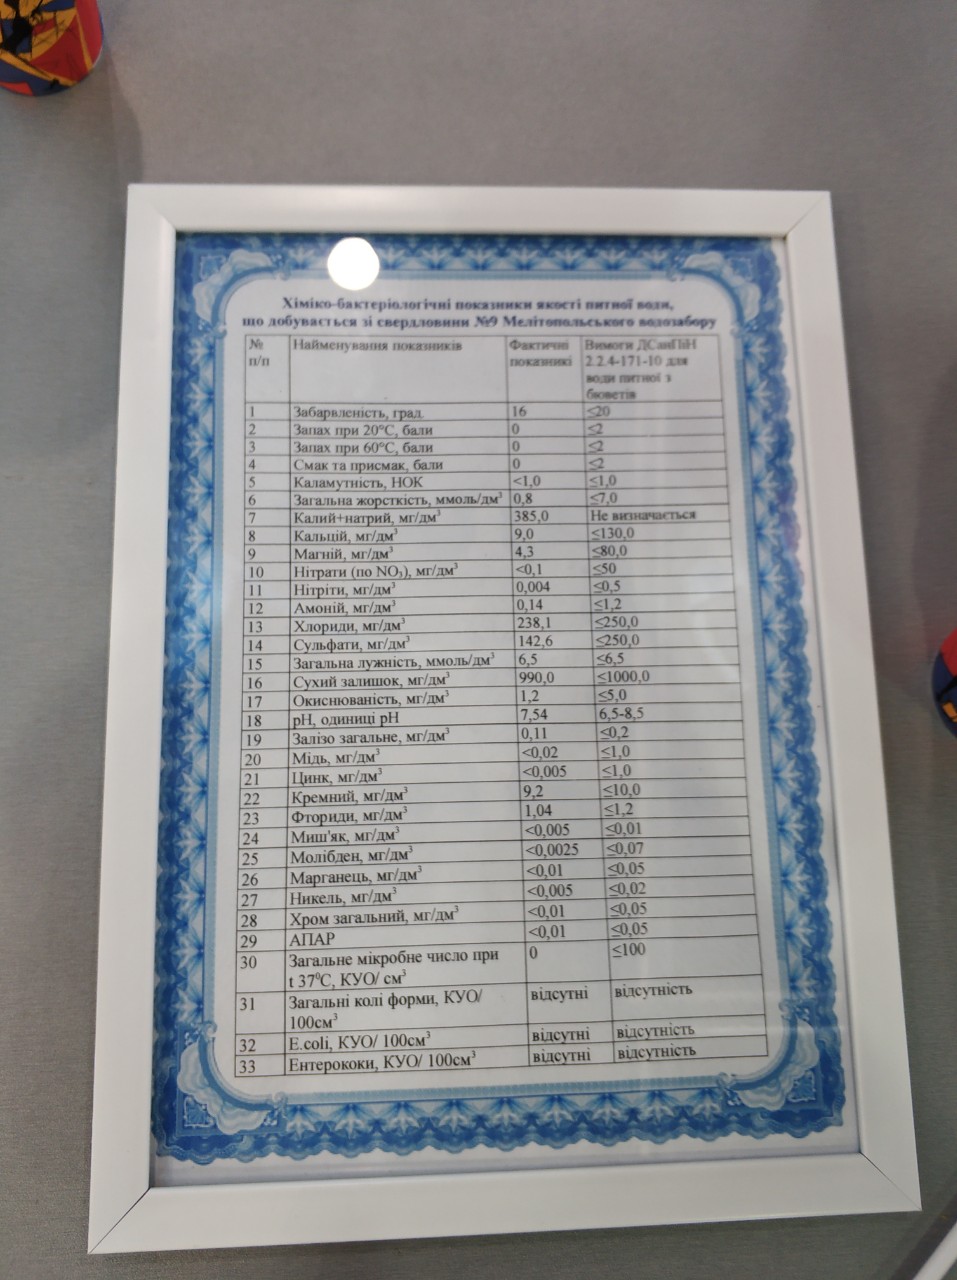 Хіміко-бактеріологічні показники якості питної води,
що добувається зі свердловини №9 Мелітопольського водозабору
№ п/п Найменування показників Фактичні показникі Вимоги ДСанПіН 2.2.4-171-10 для води питної з бюветів
1 Забарвленість, град. 16 ≤20
2 Запах при 20°С, бали 0 ≤2
3 Запах при 60°С, бали 0 ≤2
4 Смак та присмак, бали 0 ≤2
5 Каламутність, НОК <1,0 ≤1,0
6 Загальна жорсткість, ммоль/дм³ 0,8 ≤7,0
7 Калий+натрий, мг/дм³ 385,0 Не визначається
8 Кальцій, мг/дм³ 9,0 ≤130,0
9 Магній, мг/дм³ 4,3 ≤80,0
10 Нітрати (по NO₃), мг/дм³ <0,1 ≤50
11 Нітріти, мг/дм³ 0,004 ≤0,5
12 Амоній, мг/дм³ 0,14 ≤1,2
13 Хлориди, мг/дм³ 238,1 ≤250,0
14 Сульфати, мг/дм³ 142,6 ≤250,0
15 Загальна лужність, ммоль/дм³ 6,5 ≤6,5
16 Сухий залишок, мг/дм³ 990,0 ≤1000,0
17 Окиснюваність, мг/дм³ 1,2 ≤5,0
18 рН, одиниці рН 7,54 6,5-8,5
19 Залізо загальне, мг/дм³ 0,11 ≤0,2
20 Мідь, мг/дм³ <0,02 ≤1,0
21 Цинк, мг/дм³ <0,005 ≤1,0
22 Кремний, мг/дм³ 9,2 ≤10,0
23 Фториди, мг/дм³ 1,04 ≤1,2
24 Миш'як, мг/дм³ <0,005 ≤0,01
25 Молібден, мг/дм³ <0,0025 ≤0,07
26 Марганець, мг/дм³ <0,01 ≤0,05
27 Никель, мг/дм³ <0,005 ≤0,02
28 Хром загальний, мг/дм³ <0,01 ≤0,05
29 АПАР <0,01 ≤0,05
30 Загальне мікробне число при 0 ≤100
t 37⁰С, КУО/ см³
31 Загальні колі форми, КУО/ відсутні відсутність
100см³
32 E.coli, КУО/ 100см³ відсутні відсутність
33 Ентерококи, КУО/ 100см³ відсутні відсутність